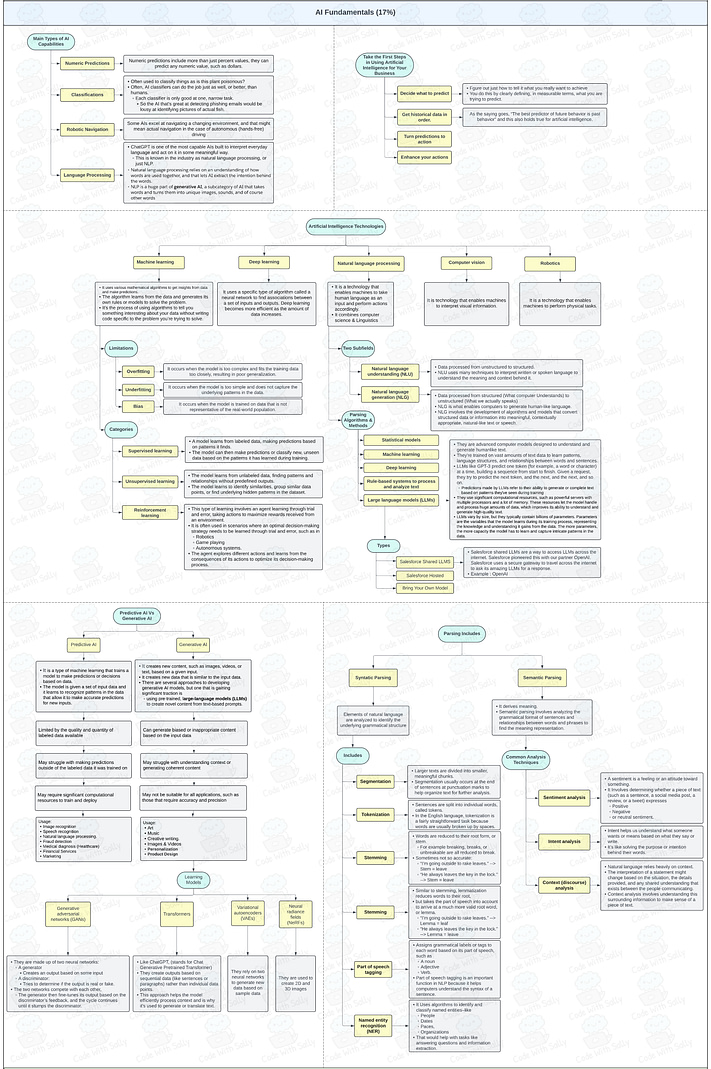 AI Fundamentals (17%)
Main Types of AI
Capabilities
Numeric Predictions
Numeric predictions include more than just percent values, they can
predict any numeric value, such as dollars.
Classifications
• Often used to classify things as is this plant poisonous?
• Often, AI classifiers can do the job just as well, or better, than
humans.
- Each classifier is only good at one, narrow task.
• So the AI that's great at detecting phishing emails would be
lousy at identifying pictures of actual fish.
Robotic Navigation
Some AIs excel at navigating a changing environment, and that
might mean actual navigation in the case of autonomous (hands-free)
driving
Language Processing
• ChatGPT is one of the most capable AIs built to interpret everyday
language and act on it in some meaningful way.
- This is known in the industry as natural language processing, or
just NLP.
- Natural language processing relies on an understanding of how
words are used together, and that lets AI extract the intention behind
the words.
- NLP is a huge part of generative AI, a subcategory of AI that takes
words and turns them into unique images, sounds, and of course
other words
Take the First Steps
in Using Artificial
Intelligence for Your
Business
Decide what to predict
• Figure out just how to tell it what you really want to achieve
• You do this by clearly defining, in measurable terms, what you are
trying to predict.
Get historical data in
order.
As the saying goes, "The best predictor of future behavior is past
behavior" and this also holds true for artificial intelligence.
Turn predictions to
action
Enhance your actions
Artificial Intelligence Technologies
Machine learning
Deep learning
Natural language processing
Computer vision
Robotics
• It uses various mathematical algorithms to get insights from data
and make predictions.
• The algorithm learns from the data and generates its
own rules or models to solve the problem.
• It's the process of using algorithms to tell you
something interesting about your data without writing
code specific to the problem you're trying to solve.
It uses a specific type of algorithm called a
neural network to find associations between
a set of inputs and outputs. Deep learning
becomes more efficient as the amount of
data increases.
• It is a technology that
enables machines to take
human language as an
input and perform actions
accordingly.
• It combines computer
science & Linguistics
It is technology that enables machines
to interpret visual information.
It is a technology that enables
machines to perform physical tasks.
Limitations
Overfitting
It occurs when the model is too complex and fits the training data
too closely, resulting in poor generalization.
Underfitting
It occurs when the model is too simple and does not capture the
underlying patterns in the data.
Bias
It occurs when the model is trained on data that is not
representative of the real-world population.
Categories
Supervised learning
• A model learns from labeled data, making predictions based
on patterns it finds.
• The model can then make predictions or classify new, unseen
data based on the patterns it has learned during training.
Unsupervised learning
• The model learns from unlabeled data, finding patterns and
relationships without predefined outputs.
• The model learns to identify similarities, group similar data
points, or find underlying hidden patterns in the dataset.
Reinforcement
learning
• This type of learning involves an agent learning through trial
and error, taking actions to maximize rewards received from
an environment.
• It is often used in scenarios where an optimal decision-making
strategy needs to be learned through trial and error, such as in
- Robotics
- Game playing
- Autonomous systems.
• The agent explores different actions and learns from the
consequences of its actions to optimize its decision-making
process.
Two Subfields
Natural language
understanding (NLU)
• Data processed from unstructured to structured.
• NLU uses many techniques to interpret written or spoken language to
understand the meaning and context behind it.
Natural language
generation (NLG)
• Data processed from structured (What computer Understands) to
unstructured (What we actually speak)
• NLG is what enables computers to generate human-like language.
• NLG involves the development of algorithms and models that convert
structured data or information into meaningful, contextually
appropriate, natural-like text or speech.
Parsing
Algorithms &
Methods
Statistical models
Machine learning
Deep learning
Rule-based systems to process
and analyze text
Large language models (LLMs)
• They are advanced computer models designed to understand and
generate humanlike text.
• They're trained on vast amounts of text data to learn patterns,
language structures, and relationships between words and sentences.
• LLMs like GPT-3 predict one token (for example, a word or character)
at a time, building a sequence from start to finish. Given a request,
they try to predict the next token, and the next, and the next, and so
on.
- Predictions made by LLMs refer to their ability to generate or complete text
based on patterns they've seen during training
• They use significant computational resources, such as powerful servers with
multiple processors and a lot of memory. These resources let the model handle
and process huge amounts of data, which improves its ability to understand and
generate high-quality text.
• LLMs vary by size, but they typically contain billions of parameters. Parameters
are the variables that the model learns during its training process, representing
the knowledge and understanding it gains from the data. The more parameters,
the more capacity the model has to learn and capture intricate patterns in the
data.
Types
Salesforce Shared LLMS
Salesforce Hosted
Bring Your Own Model
• Salesforce shared LLMs are a way to access LLMs across the
internet. Salesforce pioneered this with our partner OpenAI.
Salesforce uses a secure gateway to travel across the internet
to ask its amazing LLMs for a response.
• Example : OpenAI
Predictive AI Vs
Generative AI
Predictive AI
Generative AI
• It is a type of machine learning that trains a
model to make predictions or decisions
based on data.
• The model is given a set of input data and
it learns to recognize patterns in the data
that allow it to make accurate predictions
for new inputs.
• It creates new content, such as images, videos, or
text, based on a given input.
• It creates new data that is similar to the input data.
• There are several approaches to developing
generative AI models, but one that is gaining
significant traction is
- using pre trained, large-language models (LLMs)
to create novel content from text-based prompts.
Limited by the quality and quantity of
labeled data available
Can generate biased or inappropriate content
based on the input data
May struggle with making predictions
outside of the labeled data it was trained on
May struggle with understanding context or
generating coherent content
May require significant computational
resources to train and deploy
May not be suitable for all applications, such as
those that require accuracy and precision
Usage:
• Image recognition
• Speech recognition
• Natural language processing
• Fraud detection
• Medical diagnosis (Healthcare)
• Financial Services
• Marketing
Usage:
• Art
• Music
• Creative writing
• Images & Videos
• Personalization
• Product Design
Learning
Models
Generative
adversarial
networks (GANs)
Transformers
Variational
autoencoders
(VAEs)
Neural
radiance
fields
(NeRFs)
• They are made up of two neural networks:
- A generator
• Creates an output based on some input
- A discriminator.
• Tries to determine if the output is real or fake
• The two networks compete with each other,
- The generator then fine-tunes its output based on the
discriminator's feedback, and the cycle continues
until it stumps the discriminator.
• Like ChatGPT, (stands for Chat
Generative Pretrained Transformer)
• They create outputs based on
sequential data (like sentences or
paragraphs) rather than individual data
points.
• This approach helps the model
efficiently process context and is why
it's used to generate or translate text.
They rely on two
neural networks
to generate new
data based on
sample data
They are used to
create 2D and
3D images
Parsing Includes
Syntatic Parsing
Semantic Parsing
Elements of natural language
are analyzed to identify the
underlying grammatical structure
• It derives meaning.
• Semantic parsing involves analyzing the
grammatical format of sentences and
relationships between words and phrases to
find the meaning representation.
Includes
Segmentation
• Larger texts are divided into smaller,
meaningful chunks.
• Segmentation usually occurs at the end
of sentences at punctuation marks to
help organize text for further analysis.
Tokenization
• Sentences are split into individual words,
called tokens.
• In the English language, tokenization is
a fairly straightforward task because
words are usually broken up by spaces.
Stemming
• Words are reduced to their root form, or
stem.
- For example breaking, breaks, or
unbreakable are all reduced to break.
• Sometimes not so accurate:
- "I'm going outside to rake leaves." -->
Stem = leave
- "He always leaves the key in the lock."
--> Stem = leave
Stemming
• Similar to stemming, lemmatization
reduces words to their root,
• but takes the part of speech into account
to arrive at a much more valid root word,
or lemma.
- "I'm going outside to rake leaves." -->
Lemma = leaf
- "He always leaves the key in the lock."
--> Lemma = leave
Part of speech
tagging
• Assigns grammatical labels or tags to
each word based on its part of speech,
such as
- A noun
- Adjective
- Verb
• Part of speech tagging is an important
function in NLP because it helps
computers understand the syntax of a
sentence.
Named entity
recognition
(NER)
• It Uses algorithms to identify and
classify named entities-like
- People
- Dates
- Paces,
- Organizations
• That would help with tasks like
answering questions and information
extraction.
Common Analysis
Techniques
Sentiment analysis
• A sentiment is a feeling or an attitude toward
something.
• It involves determining whether a piece of text
(such as a sentence, a social media post, a
review, or a tweet) expresses
- Positive
- Negative
- or neutral sentiments.
Intent analysis
• Intent helps us understand what someone
wants or means based on what they say or
write.
• It's like solving the purpose or intention
behind their words.
Context (discourse)
analysis
• Natural language relies heavily on context.
• The interpretation of a statement might
change based on the situation, the details
provided, and any shared understanding that
exists between the people communicating.
• Context analysis involves understanding this
surrounding information to make sense of a
piece of text.